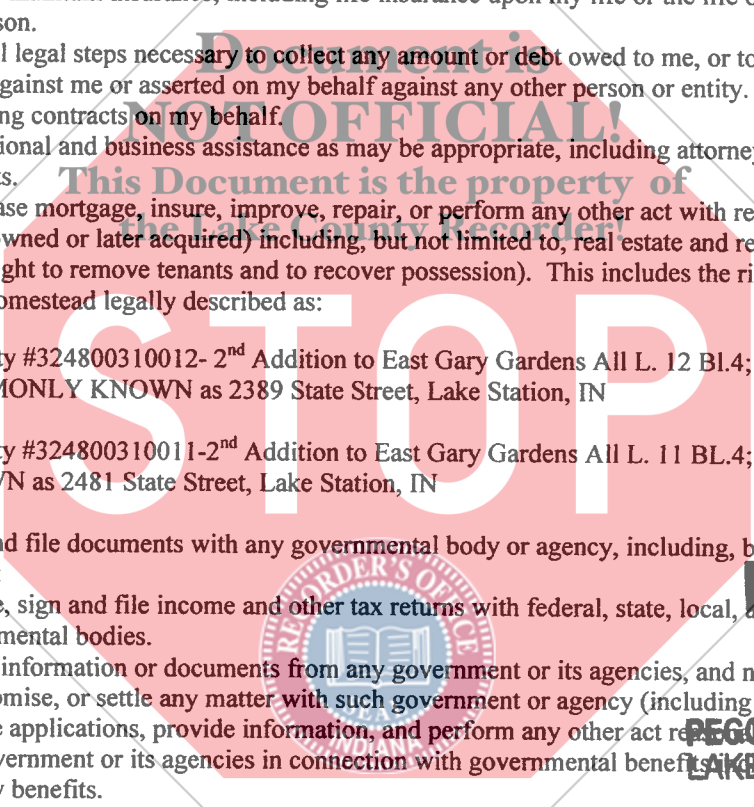 son.
l legal steps necessary to collect any amount or debt owed to me, or to
gainst me or asserted on my behalf against any other person or entity.
ng contracts on my behalf.
ional and business assistance as may be appropriate, including attorney
ts.
ase mortgage, insure, improve, repair, or perform any other act with re
wned or later acquired) including, but not limited to, real estate and re
ght to remove tenants and to recover possession). This includes the ri
omestead legally described as:
ty #324800310012- 2nd Addition to East Gary Gardens All L. 12 Bl.4;
MONLY KNOWN as 2389 State Street, Lake Station, IN
ty #324800310011-2nd Addition to East Gary Gardens All L. 11 BL.4;
VN as 2481 State Street, Lake Station, IN
nd file documents with any governmental body or agency, including, b
e, sign and file income and other tax returns with federal, state, local, a
mental bodies.
information or documents from any government or its agencies, and n
omise, or settle any matter with such government or agency (including
e applications, provide information, and perform any other act re
vernment or its agencies in connection with governmental benefits
y benefits.
Document is
NOT OFFICIAL!
This Document is the property of
the Lake County Recorder!
STOP
RECORDER'S OFFICE
SEAL
INDIANA
LAKE